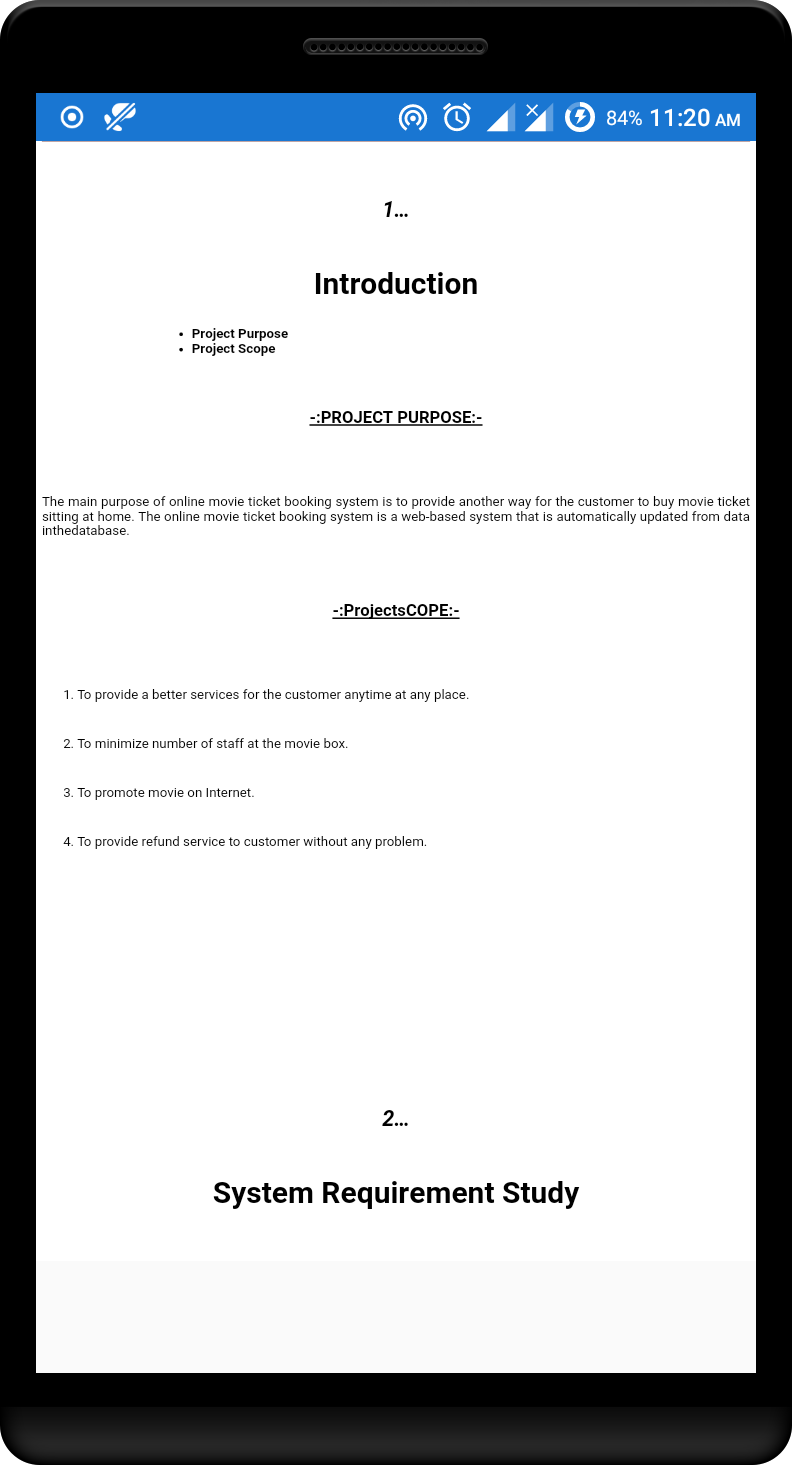 84% 11:20 AM
1...
Introduction
• Project Purpose
• Project Scope
-:PROJECT PURPOSE:-
The main purpose of online movie ticket booking system is to provide another way for the customer to buy movie ticket
sitting at home. The online movie ticket booking system is a web-based system that is automatically updated from data
inthedatabase.
-:ProjectsCOPE:-
1. To provide a better services for the customer anytime at any place.
2. To minimize number of staff at the movie box.
3. To promote movie on Internet.
4. To provide refund service to customer without any problem.
2...
System Requirement Study